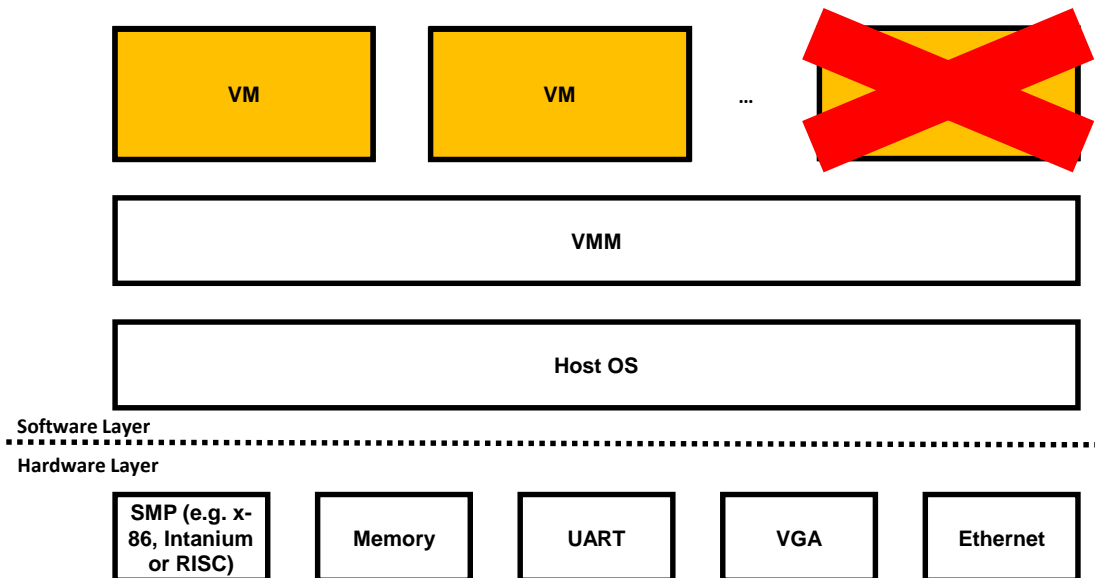 VM
VM
...
VMM
Host OS
Software Layer
Hardware Layer
SMP (e.g. x-
86, Intanium
or RISC)
Memory
UART
VGA
Ethernet